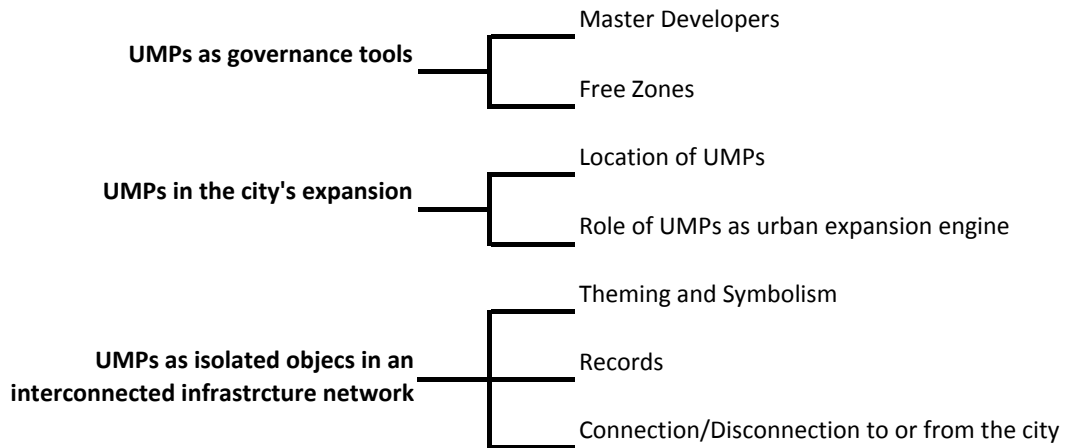 Master Developers
UMPs as governance tools
Free Zones
Location of UMPs
UMPs in the city's expansion
Role of UMPs as urban expansion engine
Theming and Symbolism
UMPs as isolated objecs in an
interconnected infrastrcture network
Records
Connection/Disconnection to or from the city